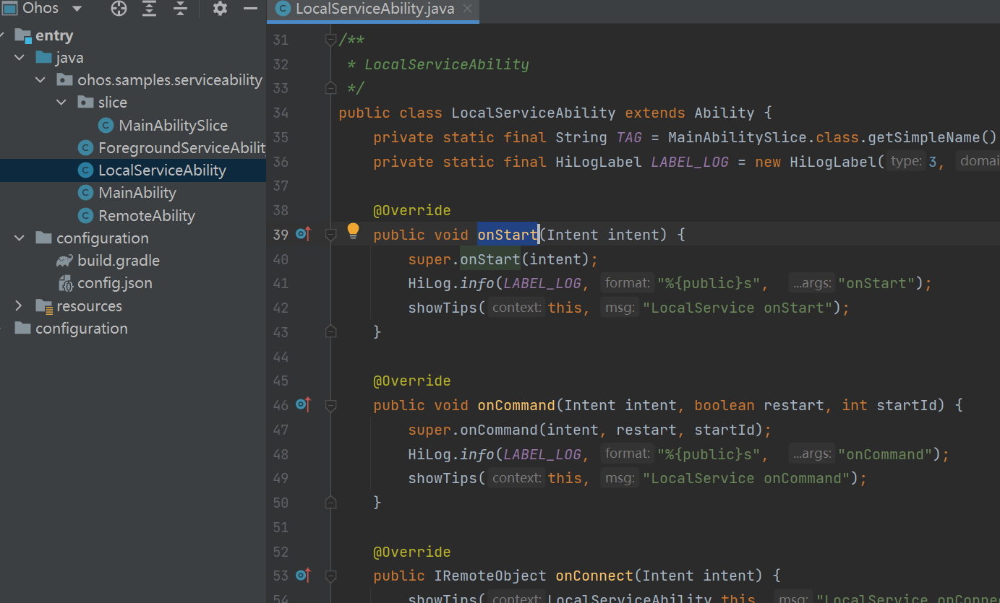 Ohos
entry
java
ohos.samples.serviceability
slice
MainAbilitySlice
ForegroundServiceAbilit
LocalServiceAbility
MainAbility
RemoteAbility
configuration
build.gradle
config.json
resources
configuration
LocalServiceAbility.java
31 /**
32 * LocalServiceAbility
33 */
34 public class LocalServiceAbility extends Ability {
35 private static final String TAG = MainAbilitySlice.class.getSimpleName()
36 private static final HiLogLabel LABEL_LOG = new HiLogLabel( type: 3, domai
37
38 @Override
39 public void onStart(Intent intent) {
40 super.onStart(intent);
41 HiLog.info(LABEL_LOG, format: "%{public}s", ...args: "onStart");
42 showTips( context: this, msg: "LocalService onStart");
43 }
44
45 @Override
46 public void onCommand(Intent intent, boolean restart, int startId) {
47 super.onCommand(intent, restart, startId);
48 HiLog.info(LABEL_LOG, format: "%{public}s", ...args: "onCommand");
49 showTips( context: this, msg: "LocalService onCommand");
50 }
51
52 @Override
53 public IRemoteObject onConnect(Intent intent) {
54 showTips( context: LocalServiceAbility.this, msg: "LocalService onConne